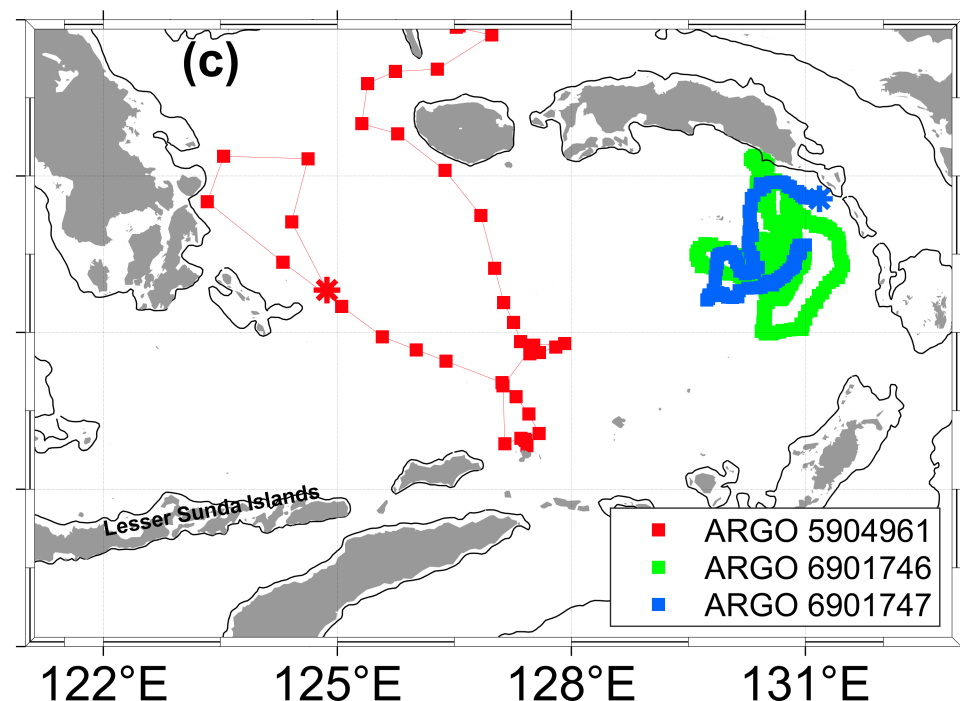 (c)
Lesser Sunda Islands
ARGO 5904961
ARGO 6901746
ARGO 6901747
122°E 125°E 128°E 131°E